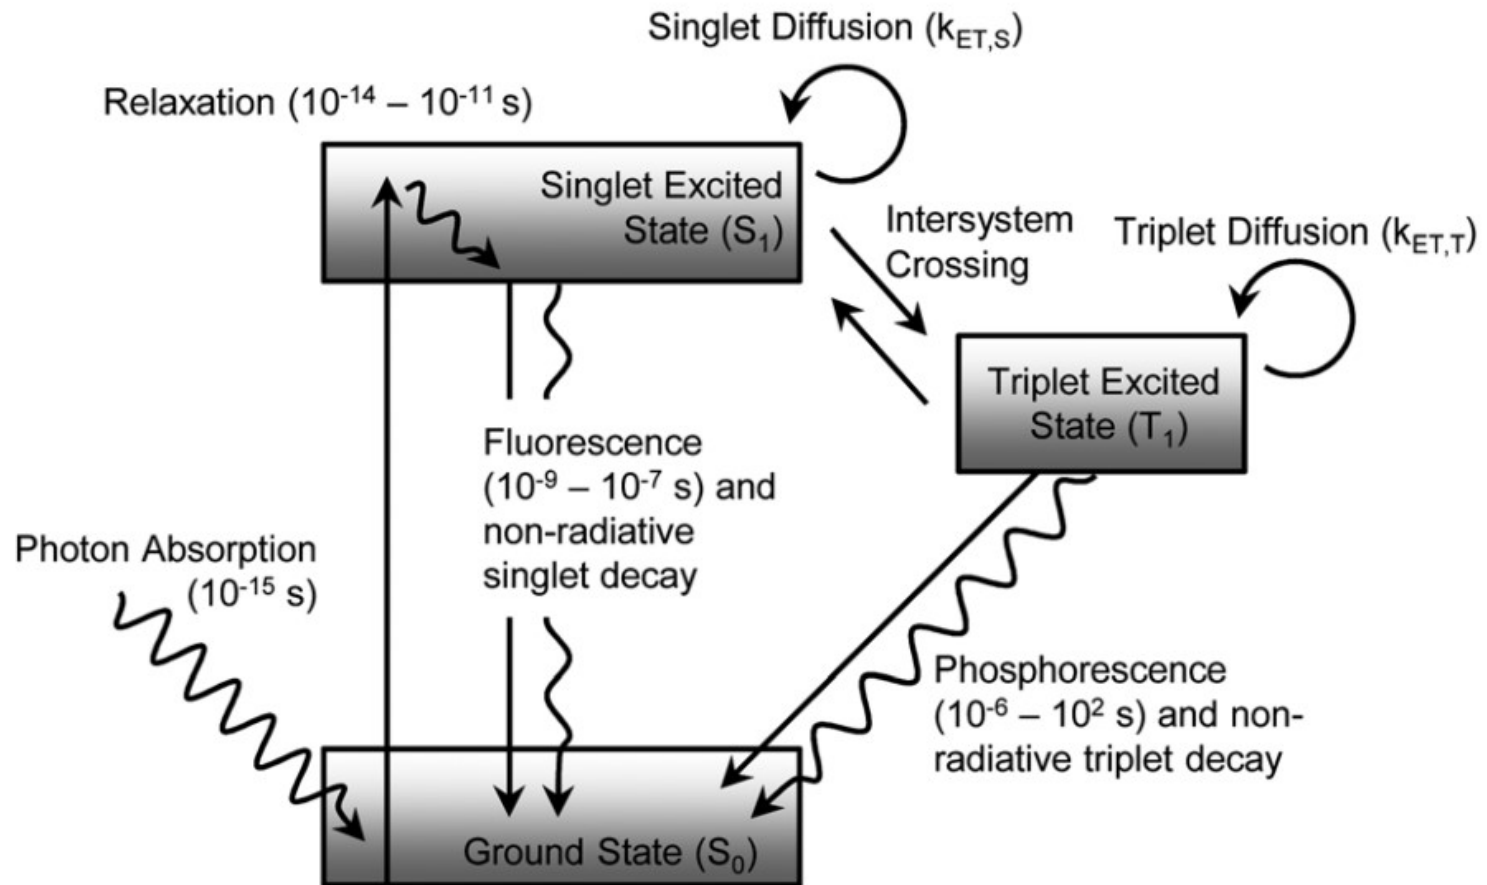 Singlet Diffusion (kET,S)
Relaxation (10-14 – 10-11 s)
Singlet Excited
State (S1)
Intersystem
Crossing
Triplet Diffusion (kET,T)
Triplet Excited
State (T1)
Fluorescence
(10-9 – 10-7 s) and
non-radiative
singlet decay
Photon Absorption
(10-15 s)
Phosphorescence
(10-6 – 102 s) and non-
radiative triplet decay
Ground State (S0)